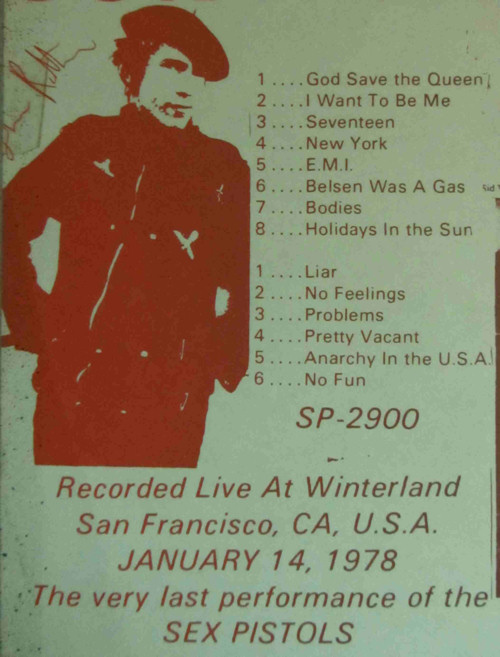 1....God Save the Queen
2....I Want To Be Me
3....Seventeen
4....New York
5....E.M.I.
6....Belsen Was A Gas
7....Bodies
8....Holidays In the Sun
1....Liar
2....No Feelings
3....Problems
4....Pretty Vacant
5....Anarchy In the U.S.A.
6....No Fun
SP-2900
Recorded Live At Winterland
San Francisco, CA, U.S.A.
JANUARY 14, 1978
The very last performance of the
SEX PISTOLS